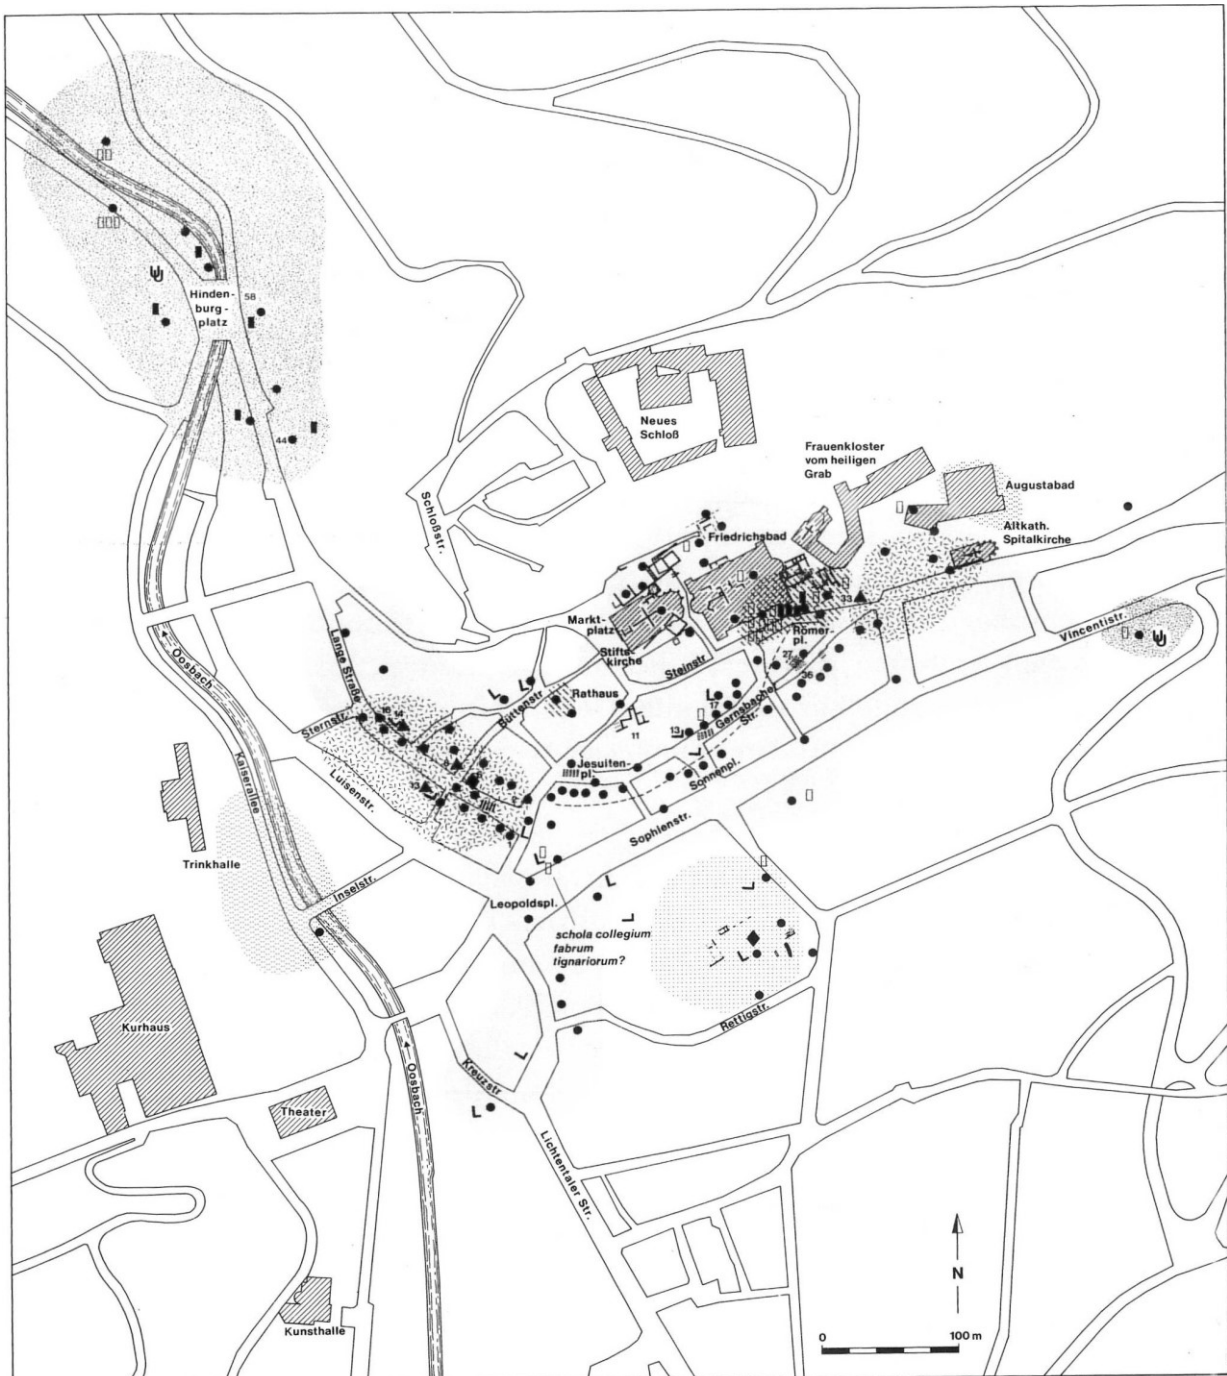 Hinden-
burg-
platz
58
44
Neues
Schloß
Frauenkloster
vom heiligen
Grab
Augustabad
Altkath.
Spitalkirche
Schloßstr.
Friedrichsbad
33
Markt-
platz
Stifts-
kirche
Römer-
pl.
Vincentistr.
Steinstr.
27
36
Lange Straße
Oosbach
Büttenstr.
Rathaus
17
Gernsbacher
Str.
13
11
Sternstr.
14
Kaiserallee
Luisenstr.
Jesuiten-
pl.
Sonnenpl.
Sophienstr.
Trinkhalle
Inselstr.
Leopoldspl.
schola collegium
fabrum
tignariorum?
Kurhaus
Rettigstr.
Oosbach
Kreuzstr.
Theater
Lichtentaler Str.
N
Kunsthalle
0
100 m